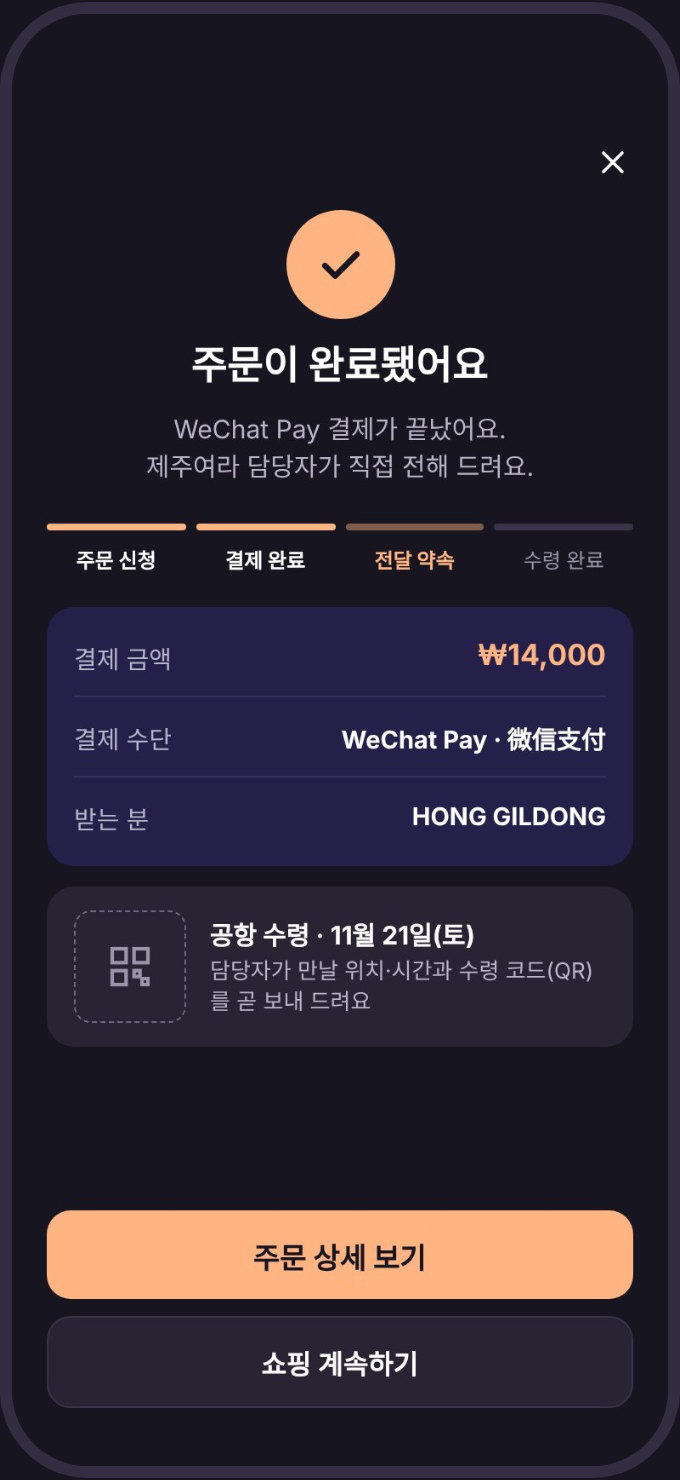 주문이 완료됐어요
WeChat Pay 결제가 끝났어요.
제주여라 담당자가 직접 전해 드려요.
주문 신청
결제 완료
전달 약속
수령 완료
결제 금액
₩14,000
결제 수단
WeChat Pay · 微信支付
받는 분
HONG GILDONG
공항 수령 · 11월 21일(토)
담당자가 만날 위치·시간과 수령 코드(QR)
를 곧 보내 드려요
주문 상세 보기
쇼핑 계속하기